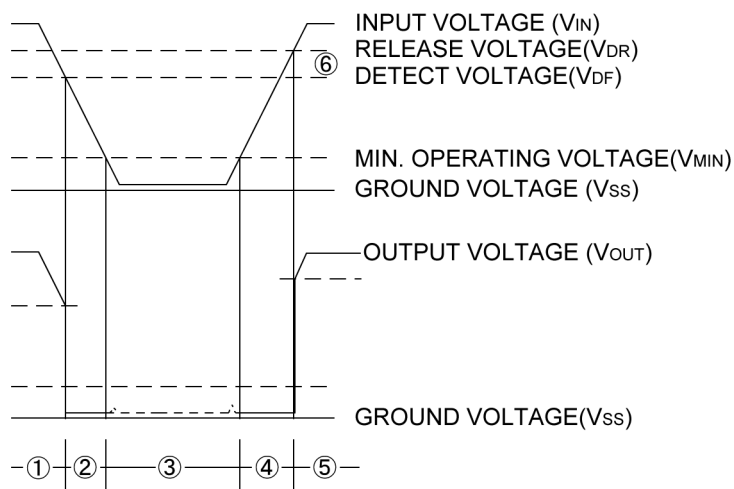 INPUT VOLTAGE (VIN)
RELEASE VOLTAGE(VDR)
⑥
DETECT VOLTAGE(VDF)
MIN. OPERATING VOLTAGE(VMIN)
GROUND VOLTAGE (VSS)
OUTPUT VOLTAGE (VOUT)
GROUND VOLTAGE(VSS)
① ② ③ ④ ⑤